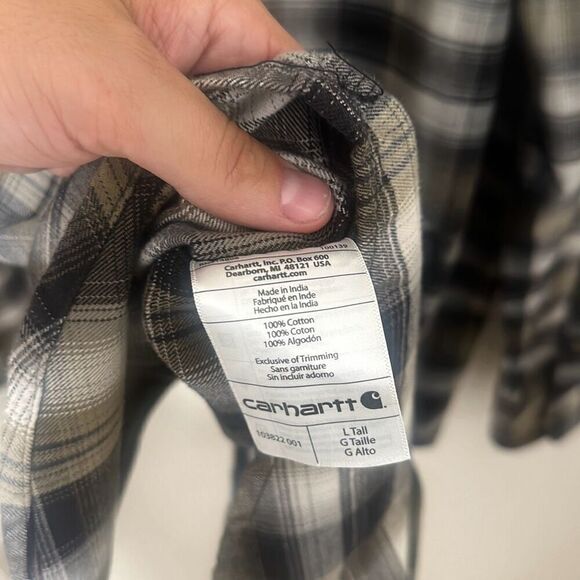 100139
Carhartt, Inc. P.O. Box 600
Dearborn, MI 48121 USA
carhartt.com
Made in India
Fabriqué en Inde
Hecho en la India
100% Cotton
100% Coton
100% Algodón
Exclusive of Trimming
Sans garniture
Sin incluir adorno
carhartt
103822 001
L Tall
G Taille
G Alto